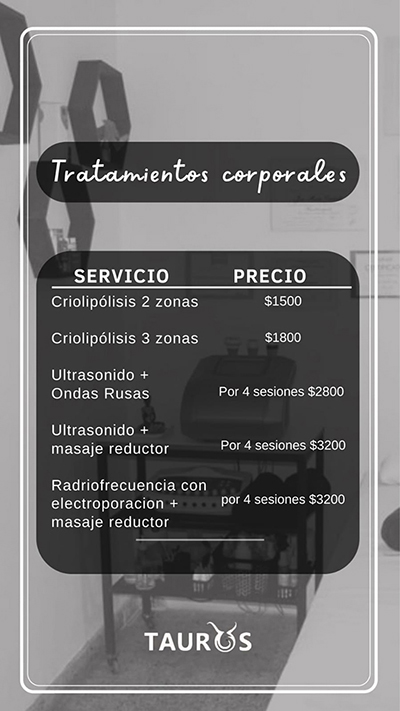 Tratamientos corporales
SERVICIO PRECIO
Criolipólisis 2 zonas $1500
Criolipólisis 3 zonas $1800
Ultrasonido +
Ondas Rusas Por 4 sesiones $2800
Ultrasonido +
masaje reductor Por 4 sesiones $3200
Radriofrecuencia con
electroporacion + por 4 sesiones $3200
masaje reductor
TAURUS